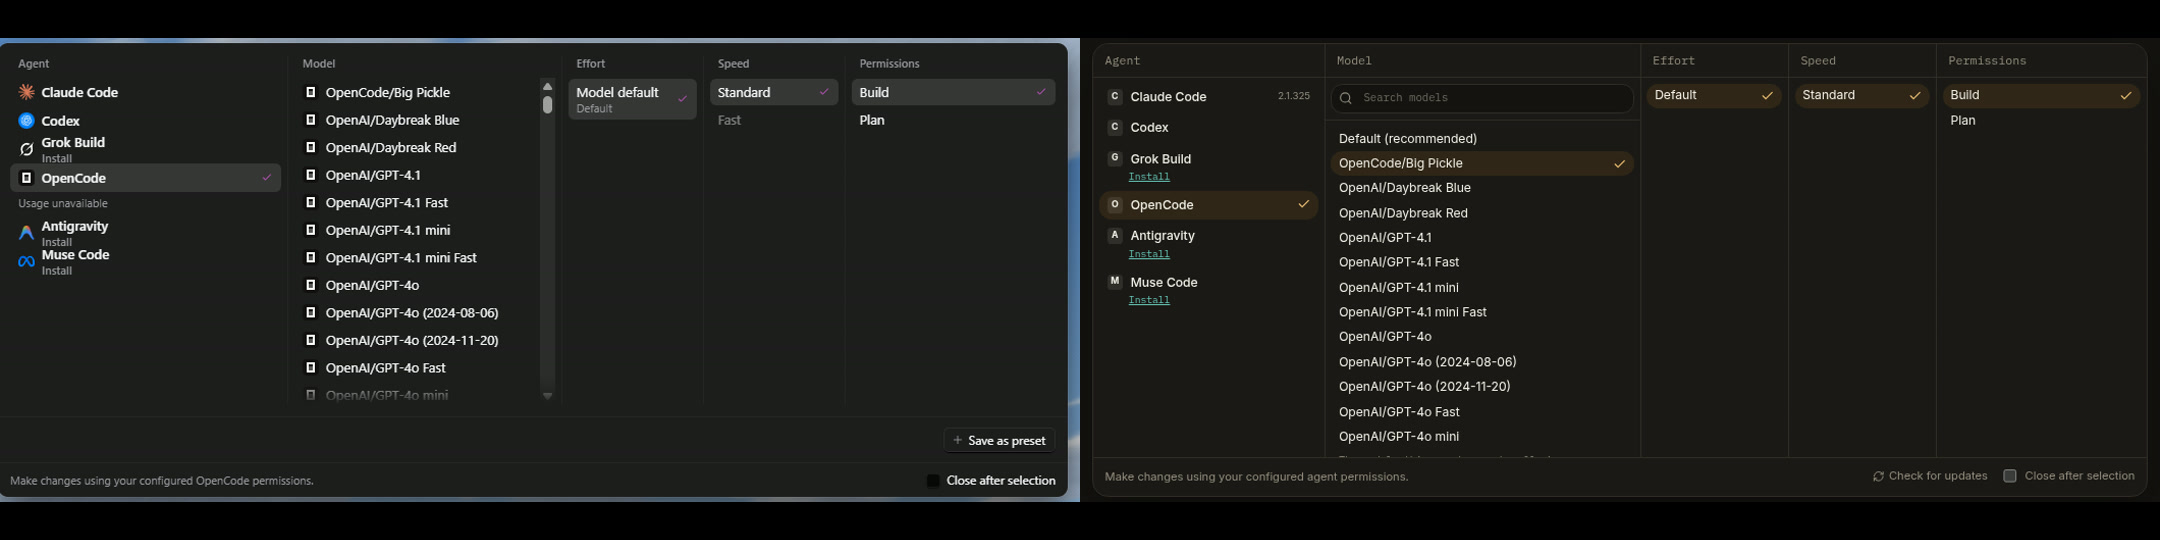 Agent
Claude Code
Codex
Grok Build
Install
OpenCode
Usage unavailable
Antigravity
Install
Muse Code
Install
Model
OpenCode/Big Pickle
OpenAI/Daybreak Blue
OpenAI/Daybreak Red
OpenAI/GPT-4.1
OpenAI/GPT-4.1 Fast
OpenAI/GPT-4.1 mini
OpenAI/GPT-4.1 mini Fast
OpenAI/GPT-4o
OpenAI/GPT-4o (2024-08-06)
OpenAI/GPT-4o (2024-11-20)
OpenAI/GPT-4o Fast
OpenAI/GPT-4o mini
Effort
Model default
Default
Speed
Standard
Fast
Permissions
Build
Plan
+ Save as preset
Make changes using your configured OpenCode permissions.
Close after selection
Agent
C Claude Code 2.1.325
C Codex
G Grok Build
Install
O OpenCode
A Antigravity
Install
M Muse Code
Install
Model
Search models
Default (recommended)
OpenCode/Big Pickle
OpenAI/Daybreak Blue
OpenAI/Daybreak Red
OpenAI/GPT-4.1
OpenAI/GPT-4.1 Fast
OpenAI/GPT-4.1 mini
OpenAI/GPT-4.1 mini Fast
OpenAI/GPT-4o
OpenAI/GPT-4o (2024-08-06)
OpenAI/GPT-4o (2024-11-20)
OpenAI/GPT-4o Fast
OpenAI/GPT-4o mini
Effort
Default
Speed
Standard
Permissions
Build
Plan
Make changes using your configured agent permissions.
Check for updates
Close after selection